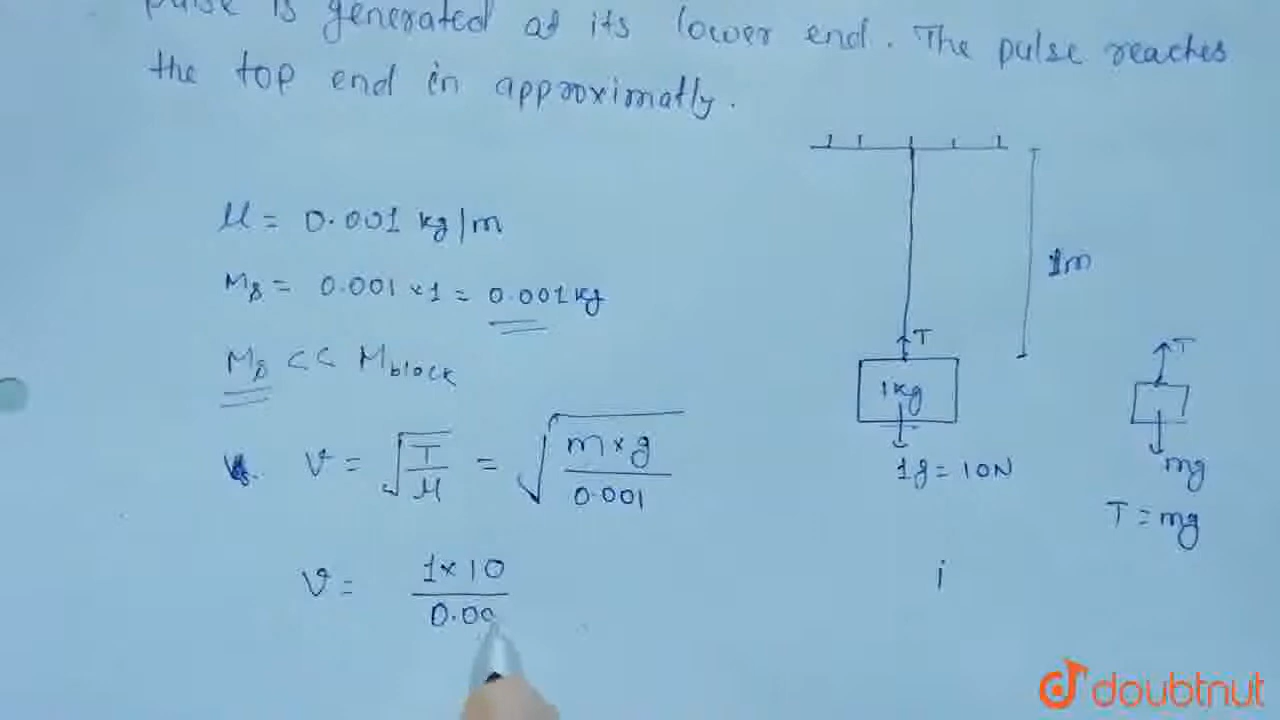 pulse is generated at its lower end. The pulse reaches
the top end in approximatly.
μ = 0.001 kg/m
Ms = 0.001 × 1 = 0.001 kg
Ms << Mblock
v = √T/μ = √m×g/0.001
v = 1×10/0.00
1m
T
1kg
1g = 10N
T
mg
T = mg
i
doubtnut